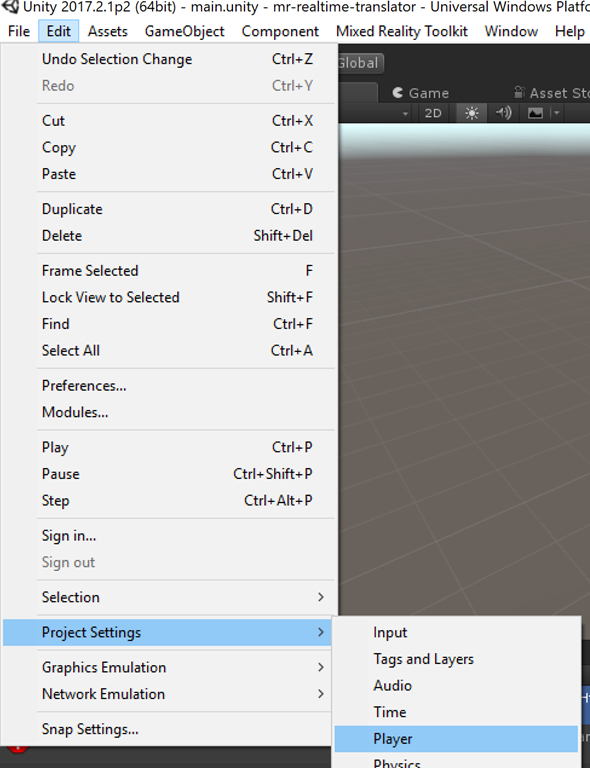 Unity 2017.2.1p2 (64bit) - main.unity - mr-realtime-translator - Universal Windows Platfo
File Edit Assets GameObject Component Mixed Reality Toolkit Window Help
Undo Selection Change Ctrl+Z
Global
Redo Ctrl+Y
Game Asset Sto
Cut Ctrl+X
2D
Copy Ctrl+C
Paste Ctrl+V
Duplicate Ctrl+D
Delete Shift+Del
Frame Selected F
Lock View to Selected Shift+F
Find Ctrl+F
Select All Ctrl+A
Preferences...
Modules...
Play Ctrl+P
Pause Ctrl+Shift+P
Step Ctrl+Alt+P
Sign in...
Sign out
Selection
Project Settings
Input
Tags and Layers
Graphics Emulation
Audio
Network Emulation
Time
Snap Settings...
Player
Physics